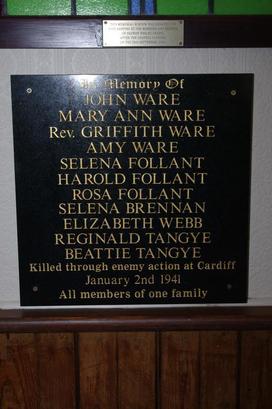 In Memory Of
JOHN WARE
MARY ANN WARE
Rev. GRIFFITH WARE
AMY WARE
SELENA FOLLANT
HAROLD FOLLANT
ROSA FOLLANT
SELENA BRENNAN
ELIZABETH WEBB
REGINALD TANGYE
BEATTIE TANGYE
Killed through enemy action at Cardiff
January 2nd 1941
All members of one family